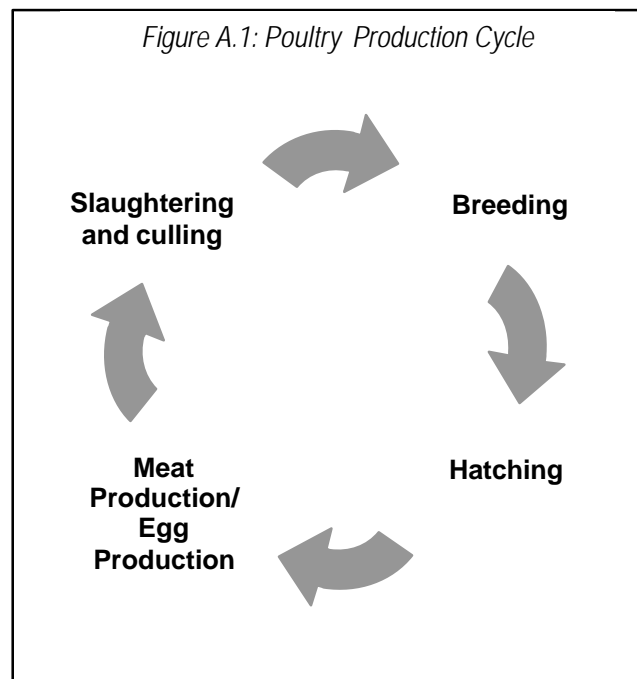 Figure A.1: Poultry Production Cycle
Slaughtering
and culling
Breeding
Hatching
Meat
Production/
Egg
Production